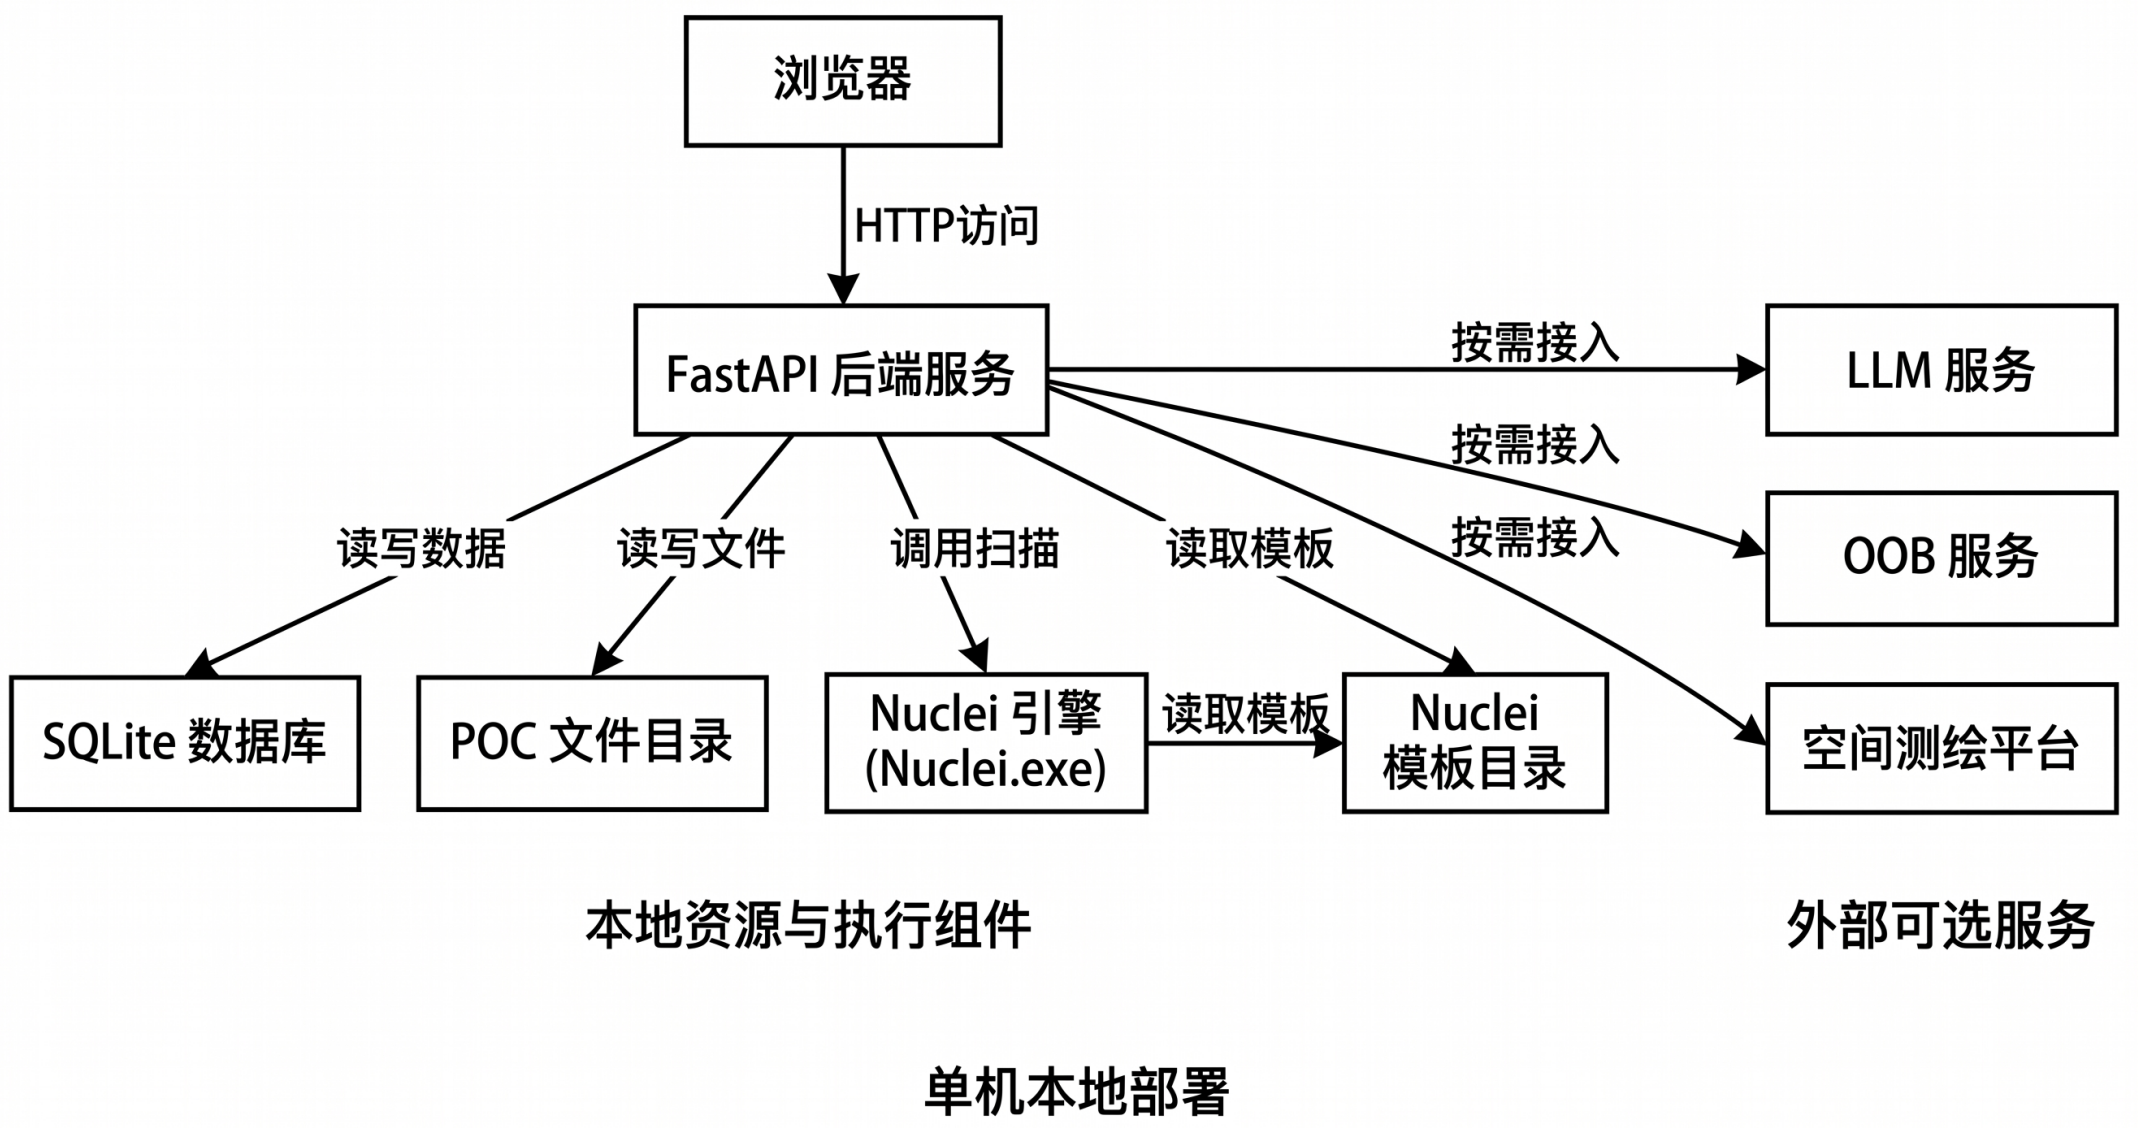 浏览器
HTTP访问
FastAPI 后端服务
按需接入
LLM 服务
按需接入
OOB 服务
按需接入
读写数据
读写文件
调用扫描
读取模板
SQLite 数据库
POC 文件目录
Nuclei 引擎
(Nuclei.exe)
读取模板
Nuclei
模板目录
空间测绘平台
本地资源与执行组件
外部可选服务
单机本地部署